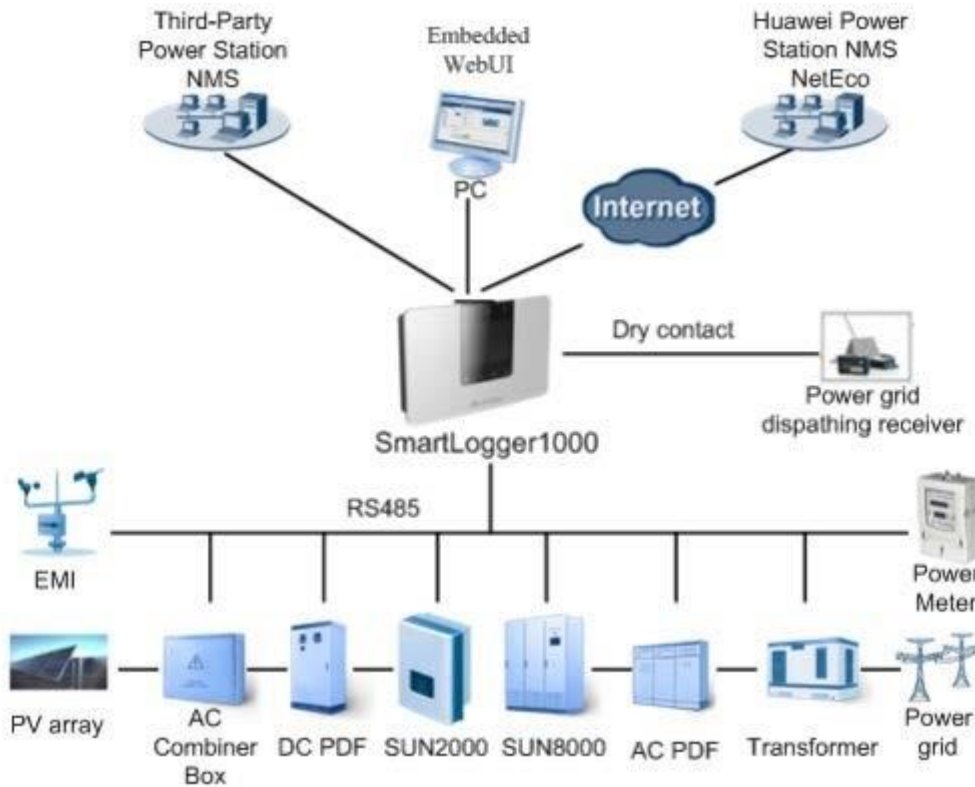 Third-Party
Power Station
NMS
Embedded
WebUI
Huawei Power
Station NMS
NetEco
PC
Internet
Dry contact
Power grid
dispathing receiver
SmartLogger1000
RS485
EMI
Power
Meter
PV array
AC
Combiner
Box
DC PDF
SUN2000
SUN8000
AC PDF
Transformer
Power
grid